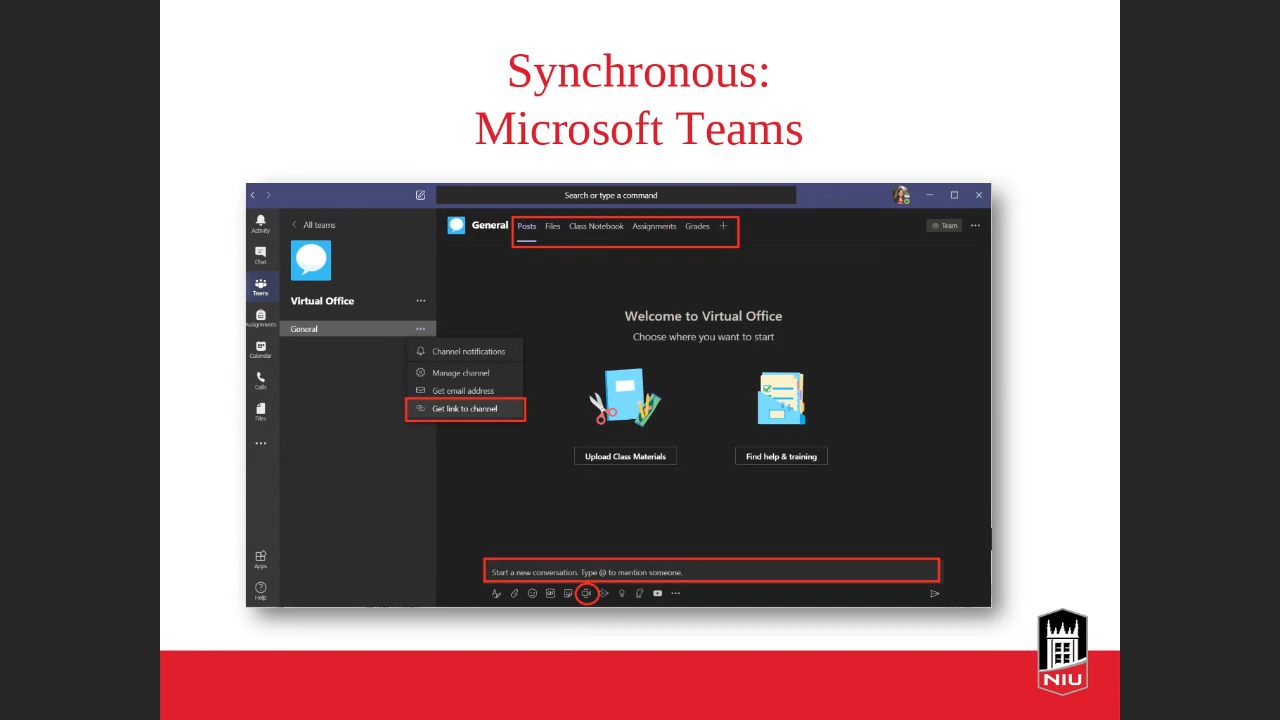 Synchronous:
Microsoft Teams
Search or type a command
Activity
Chat
Teams
Assignments
Calendar
Calls
Files
Apps
Help
All teams
Virtual Office
General
Channel notifications
Manage channel
Get email address
Get link to channel
General Posts Files Class Notebook Assignments Grades
Team
Welcome to Virtual Office
Choose where you want to start
Upload Class Materials
Find help & training
Start a new conversation. Type @ to mention someone.
NIU